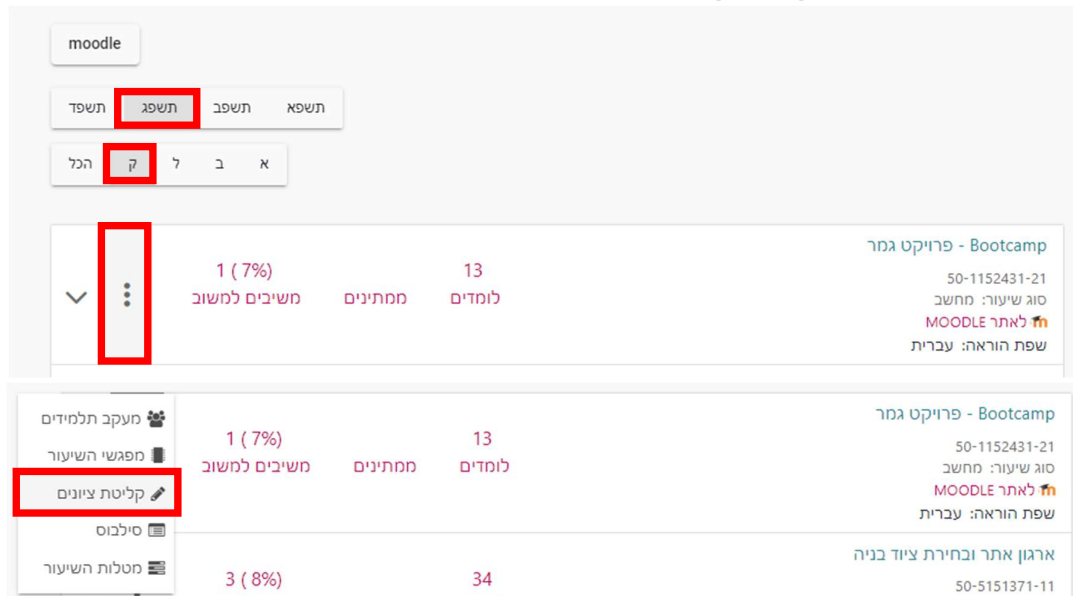 moodle
תשפא תשפב תשפג תשפד
א ב ל ק הכל
Bootcamp - פרויקט גמר
50-1152431-21
סוג שיעור: מחשב
לאתר MOODLE
שפת הוראה: עברית
13
לומדים
ממתינים
1 ( 7%)
משיבים למשוב
Bootcamp - פרויקט גמר
50-1152431-21
סוג שיעור: מחשב
לאתר MOODLE
שפת הוראה: עברית
13
לומדים
ממתינים
1 ( 7%)
משיבים למשוב
מעקב תלמידים
מפגשי השיעור
קליטת ציונים
סילבוס
מטלות השיעור
ארגון אתר ובחירת ציוד בניה
50-5151371-11
34
3 ( 8%)